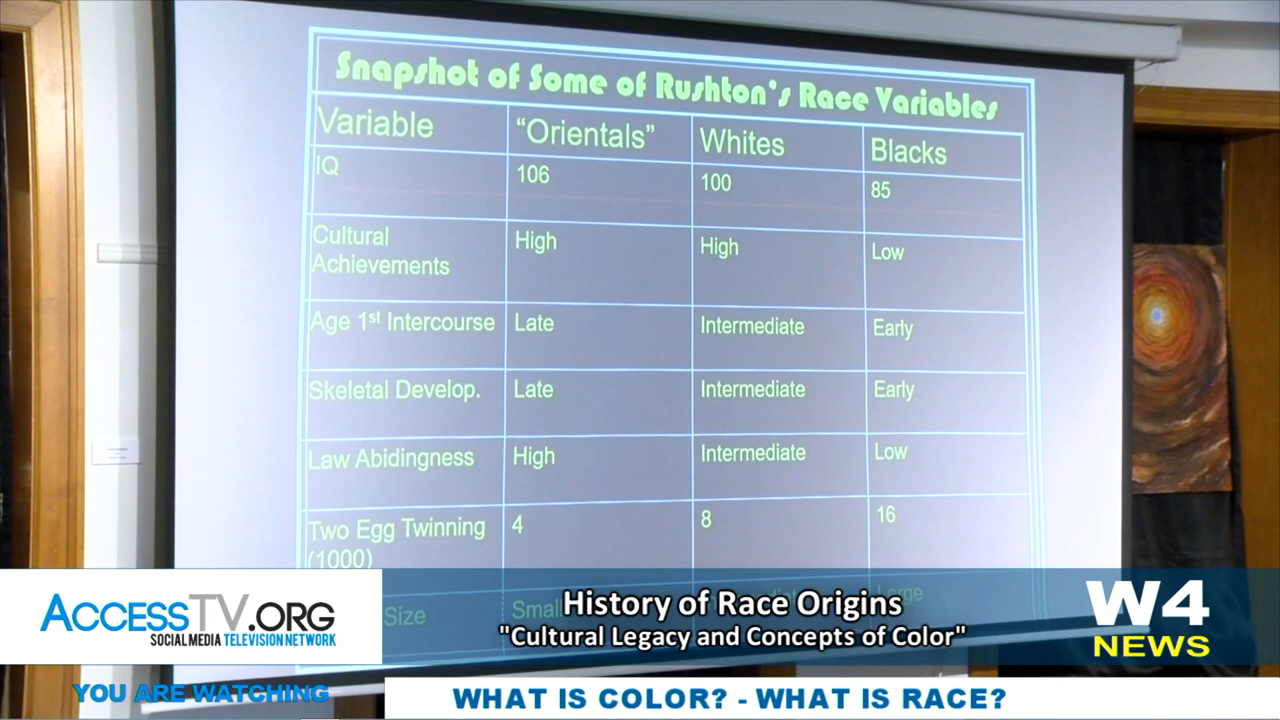 Snapshot of Some of Rushton's Race Variables
Variable "Orientals" Whites Blacks
IQ 106 100 85
Cultural Achievements High High Low
Age 1st Intercourse Late Intermediate Early
Skeletal Develop. Late Intermediate Early
Law Abidingness High Intermediate Low
Two Egg Twinning (1000) 4 8 16
Size Small Large
ACCESSTV.ORG
SOCIAL MEDIA TELEVISION NETWORK
History of Race Origins
"Cultural Legacy and Concepts of Color"
W4
NEWS
YOU ARE WATCHING
WHAT IS COLOR? - WHAT IS RACE?